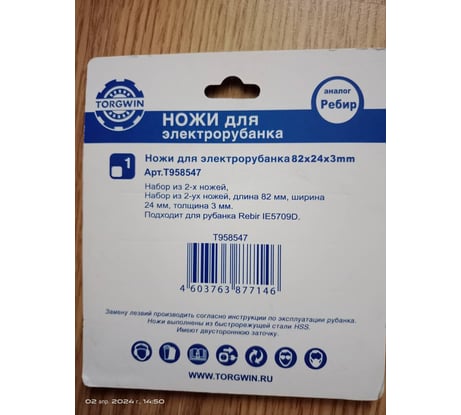 TORGWIN
НОЖИ для
электрорубанка
аналог
Ребир
1
Ножи для электрорубанка 82x24x3mm
Арт.T958547
Набор из 2-х ножей,
Набор из 2-ух ножей, длина 82 мм, ширина
24 мм, толщина 3 мм.
Подходит для рубанка Rebir IE5709D.
T958547
4 603763 877146
Замену лезвий производить согласно инструкции по эксплуатации рубанка.
Ножи выполнены из быстрорежущей стали HSS.
Имеют двустороннюю заточку.
WWW.TORGWIN.RU
02 апр. 2024 г., 14:50